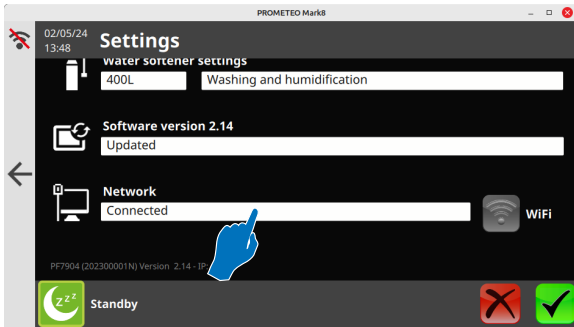 PROMETEO Mark8
02/05/24
13:48
Settings
Water softener settings
400L
Washing and humidification
Software version 2.14
Updated
Network
Connected
WiFi
PF7904 (202300001N) Version 2.14 - IP:
zzz
Standby